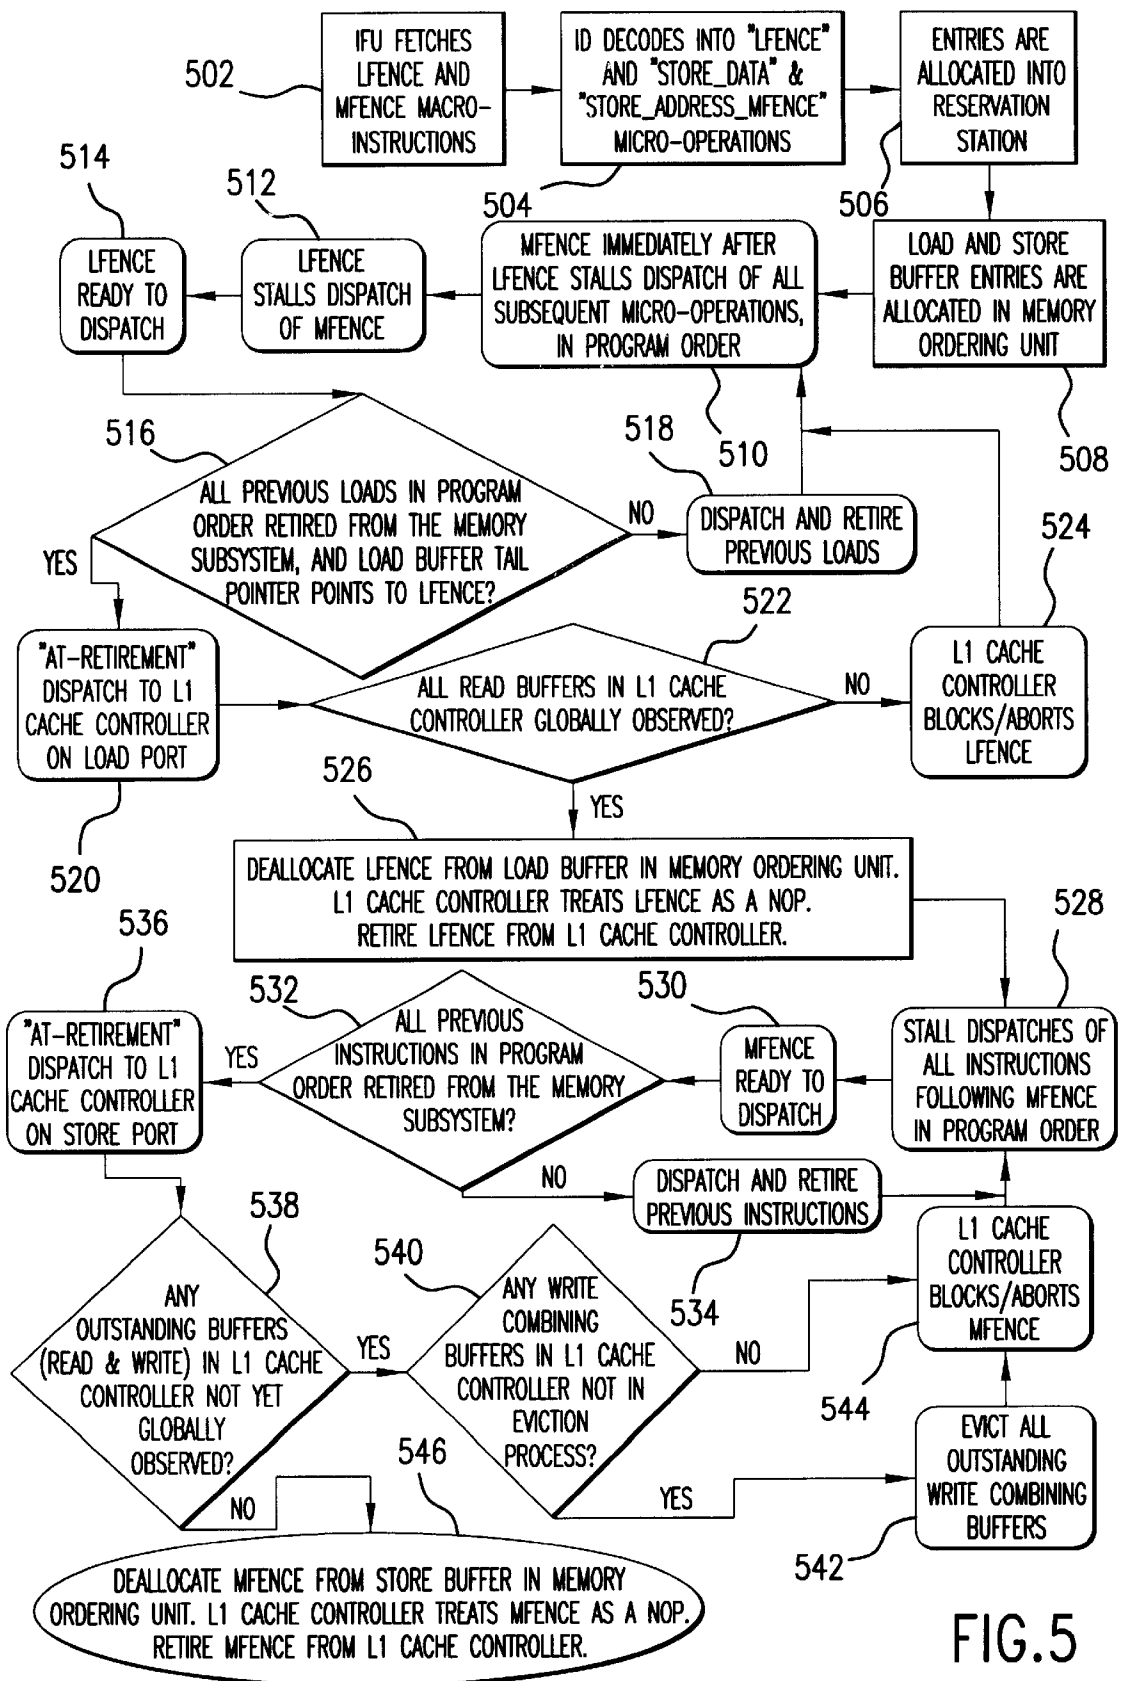 502
IFU FETCHES
LFENCE AND
MFENCE MACRO-
INSTRUCTIONS
ID DECODES INTO "LFENCE"
AND "STORE_DATA" &
"STORE_ADDRESS_MFENCE"
MICRO-OPERATIONS
504
ENTRIES ARE
ALLOCATED INTO
RESERVATION
STATION
506
LOAD AND STORE
BUFFER ENTRIES ARE
ALLOCATED IN MEMORY
ORDERING UNIT
508
MFENCE IMMEDIATELY AFTER
LFENCE STALLS DISPATCH OF ALL
SUBSEQUENT MICRO-OPERATIONS,
IN PROGRAM ORDER
510
512
LFENCE
STALLS DISPATCH
OF MFENCE
514
LFENCE
READY TO
DISPATCH
516
ALL PREVIOUS LOADS IN PROGRAM
ORDER RETIRED FROM THE MEMORY
SUBSYSTEM, AND LOAD BUFFER TAIL
POINTER POINTS TO LFENCE?
NO
518
DISPATCH AND RETIRE
PREVIOUS LOADS
YES
"AT-RETIREMENT"
DISPATCH TO L1
CACHE CONTROLLER
ON LOAD PORT
520
522
ALL READ BUFFERS IN L1 CACHE
CONTROLLER GLOBALLY OBSERVED?
NO
524
L1 CACHE
CONTROLLER
BLOCKS/ABORTS
LFENCE
YES
526
DEALLOCATE LFENCE FROM LOAD BUFFER IN MEMORY ORDERING UNIT.
L1 CACHE CONTROLLER TREATS LFENCE AS A NOP.
RETIRE LFENCE FROM L1 CACHE CONTROLLER.
528
STALL DISPATCHES OF
ALL INSTRUCTIONS
FOLLOWING MFENCE
IN PROGRAM ORDER
530
MFENCE
READY TO
DISPATCH
532
ALL PREVIOUS
INSTRUCTIONS IN PROGRAM
ORDER RETIRED FROM THE MEMORY
SUBSYSTEM?
NO
DISPATCH AND RETIRE
PREVIOUS INSTRUCTIONS
534
YES
536
"AT-RETIREMENT"
DISPATCH TO L1
CACHE CONTROLLER
ON STORE PORT
538
ANY
OUTSTANDING BUFFERS
(READ & WRITE) IN L1 CACHE
CONTROLLER NOT YET
GLOBALLY
OBSERVED?
YES
540
ANY WRITE
COMBINING
BUFFERS IN L1 CACHE
CONTROLLER NOT IN
EVICTION
PROCESS?
NO
L1 CACHE
CONTROLLER
BLOCKS/ABORTS
MFENCE
544
YES
EVICT ALL
OUTSTANDING
WRITE COMBINING
BUFFERS
542
NO
546
DEALLOCATE MFENCE FROM STORE BUFFER IN MEMORY
ORDERING UNIT. L1 CACHE CONTROLLER TREATS MFENCE AS A NOP.
RETIRE MFENCE FROM L1 CACHE CONTROLLER.
FIG.5